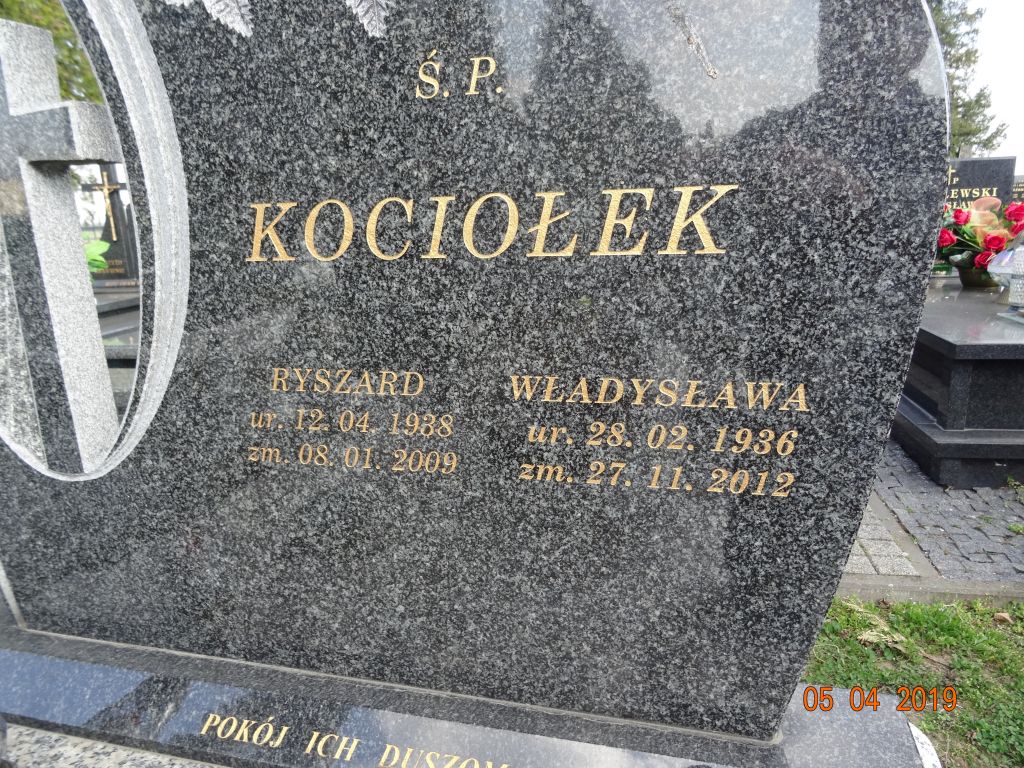 Ś. P.
KOCIOŁEK
RYSZARD
ur. 12. 04. 1938
zm. 08. 01. 2009
WŁADYSŁAWA
ur. 28. 02. 1936
zm. 27. 11. 2012
POKÓJ ICH DUSZOM
05 04 2019